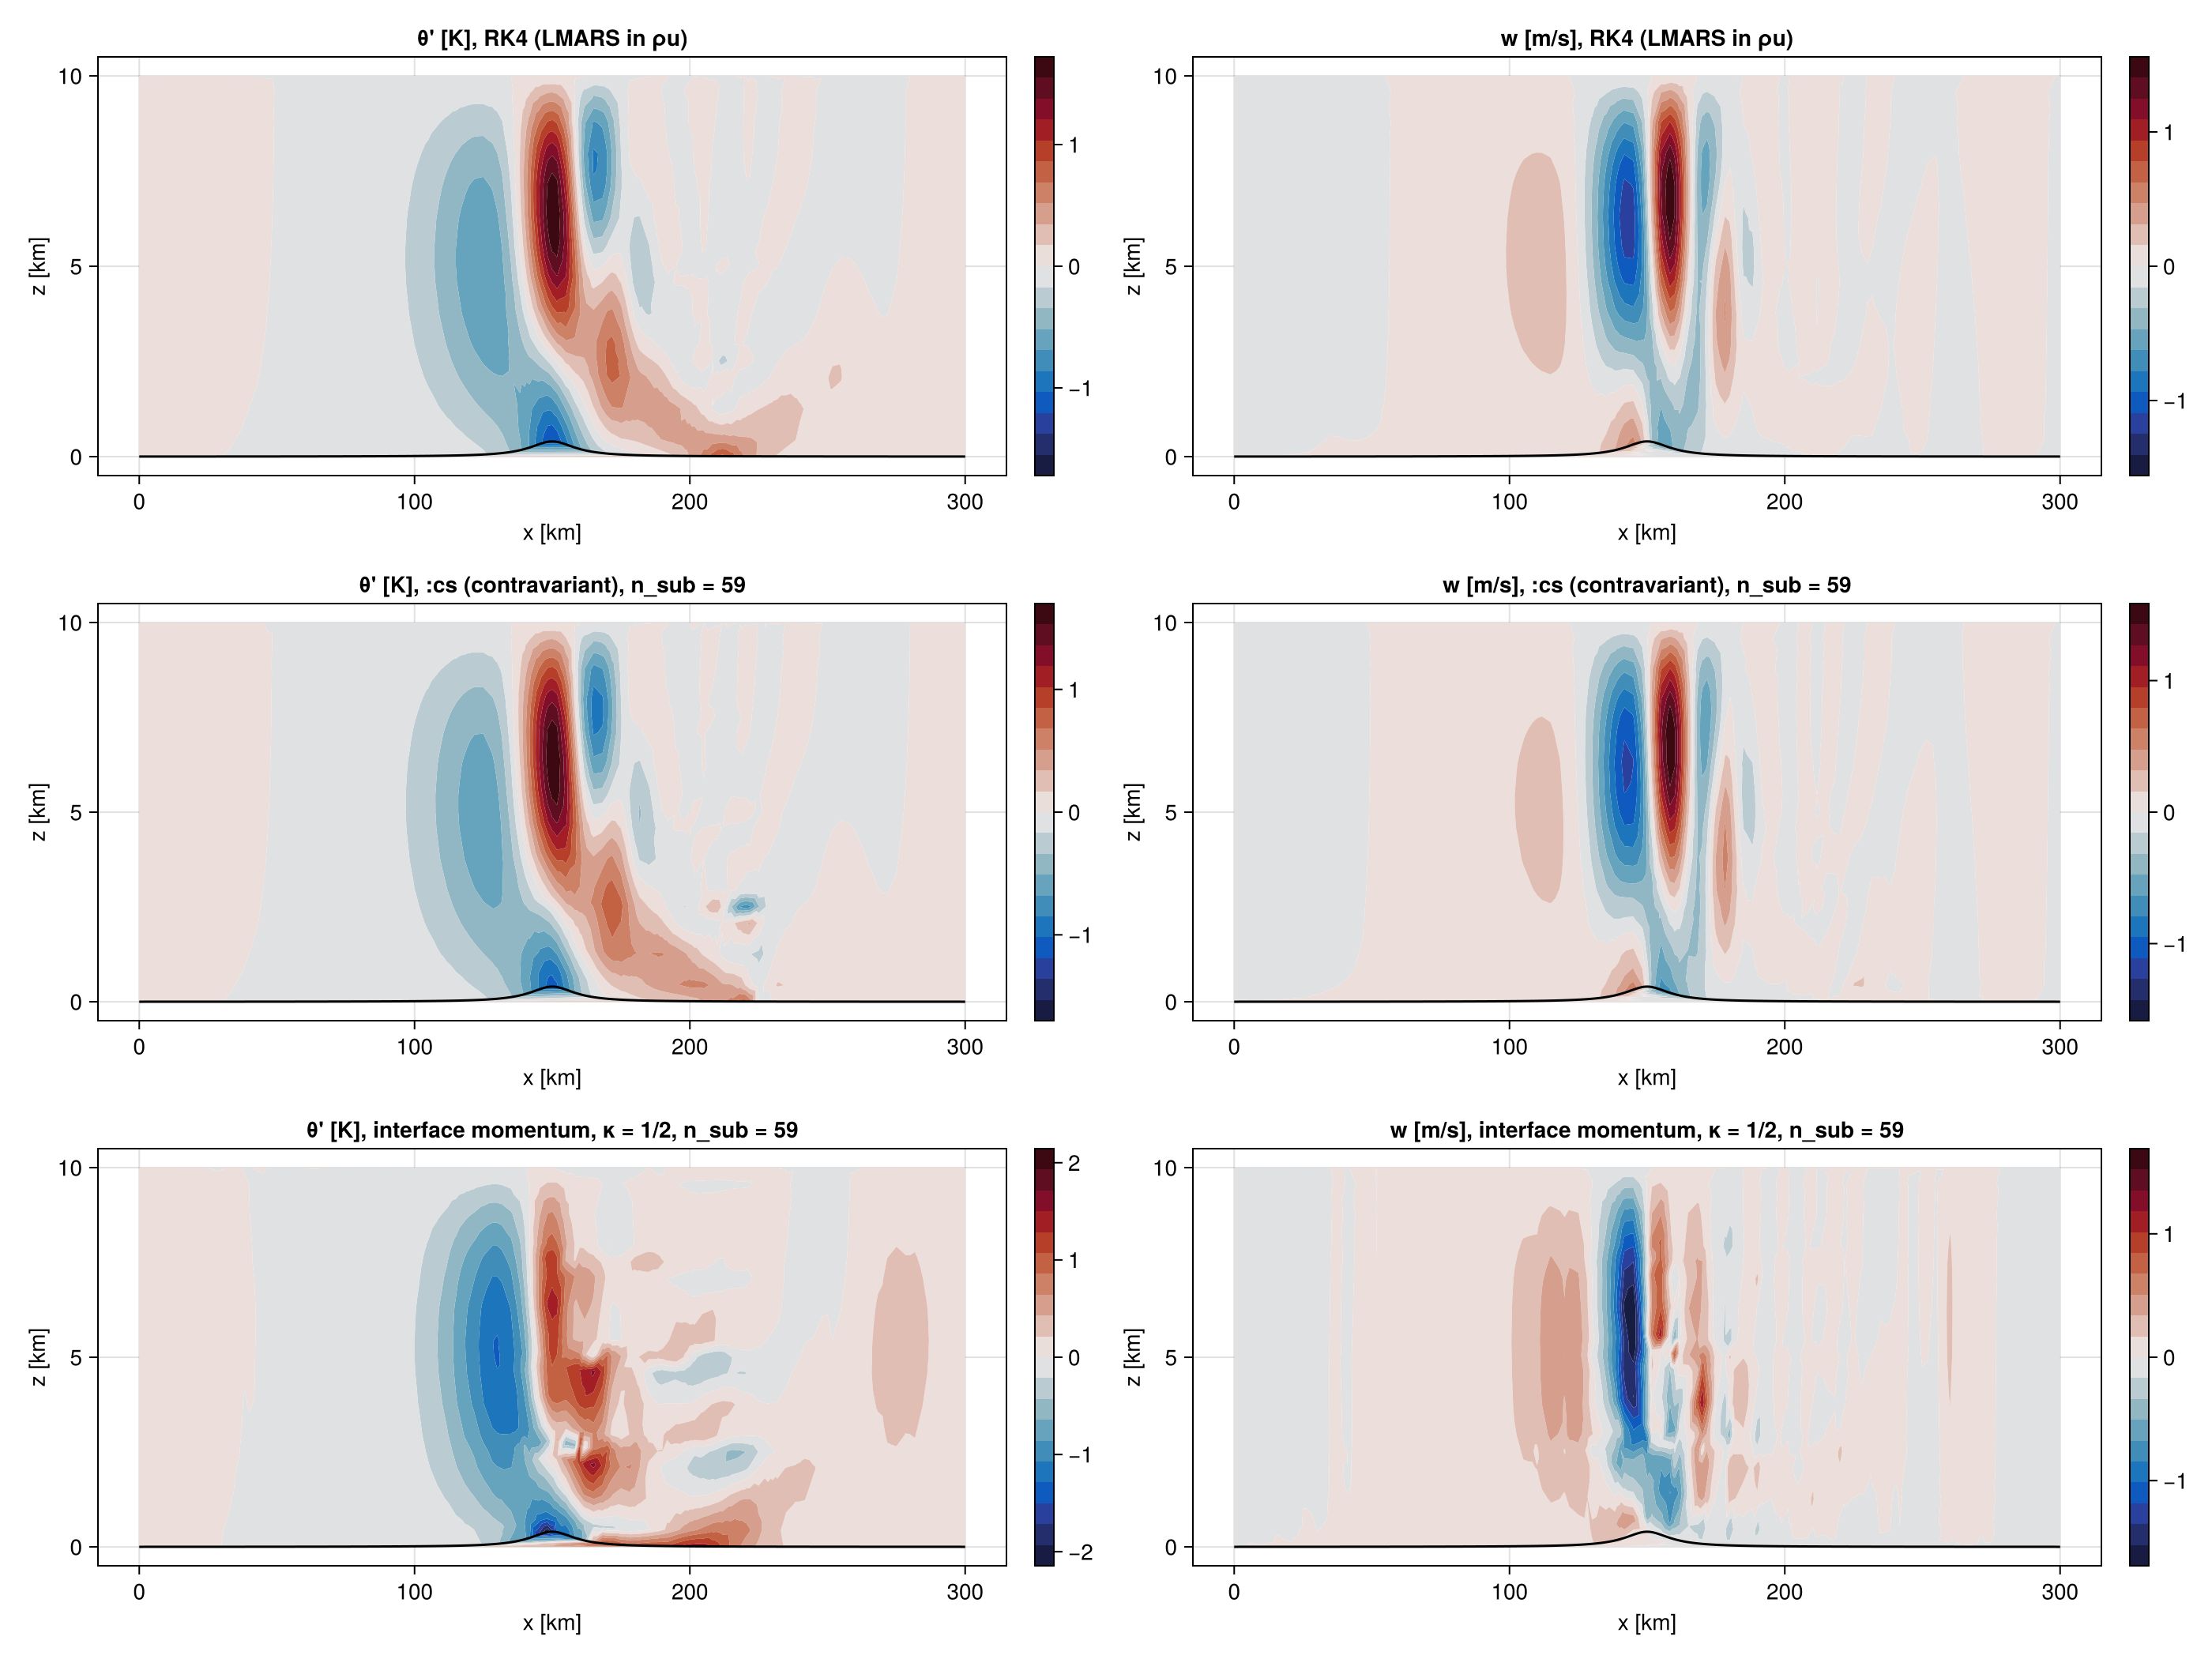 θ' [K], RK4 (LMARS in ρu)
10
5
0
z [km]
0 100 200 300
x [km]
1
0
−1
w [m/s], RK4 (LMARS in ρu)
10
5
0
z [km]
0 100 200 300
x [km]
1
0
−1
θ' [K], :cs (contravariant), n_sub = 59
10
5
0
z [km]
0 100 200 300
x [km]
1
0
−1
w [m/s], :cs (contravariant), n_sub = 59
10
5
0
z [km]
0 100 200 300
x [km]
1
0
−1
θ' [K], interface momentum, κ = 1/2, n_sub = 59
10
5
0
z [km]
0 100 200 300
x [km]
2
1
0
−1
−2
w [m/s], interface momentum, κ = 1/2, n_sub = 59
10
5
0
z [km]
0 100 200 300
x [km]
1
0
−1